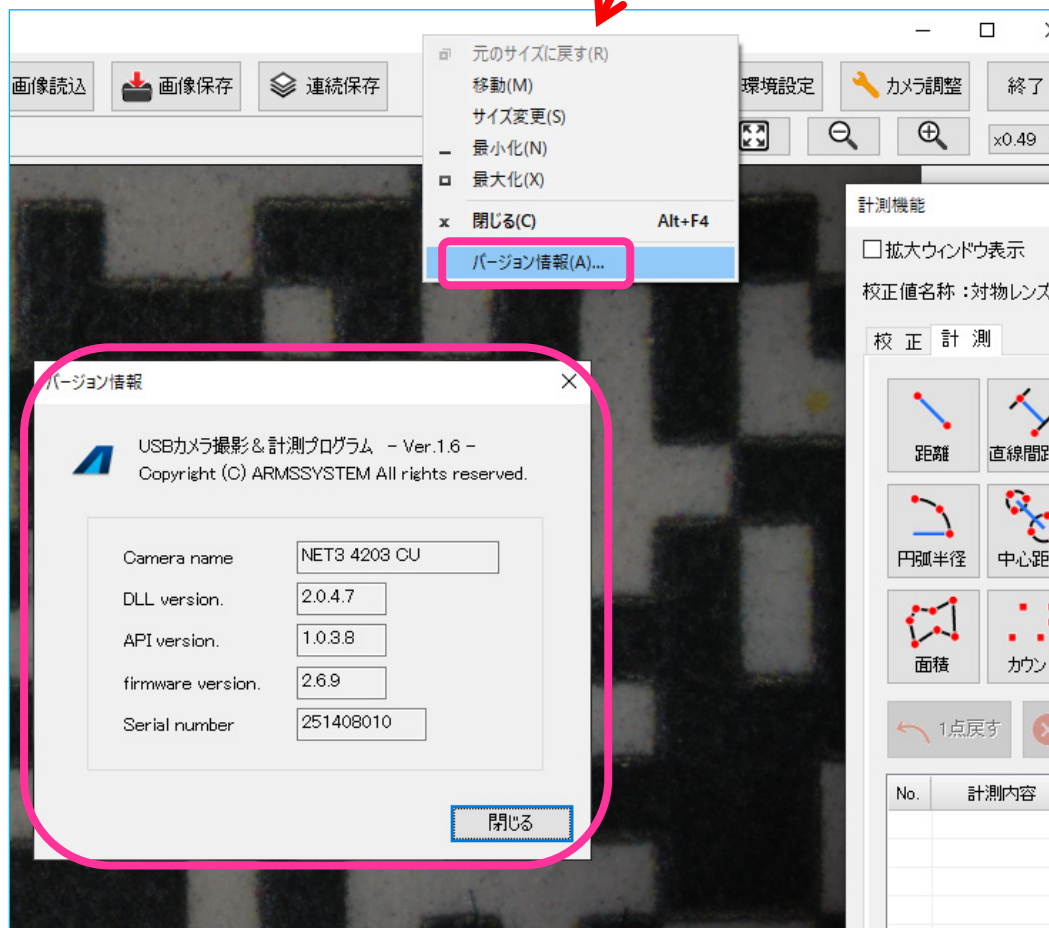 元のサイズに戻す(R)
移動(M)
サイズ変更(S)
最小化(N)
最大化(X)
閉じる(C) Alt+F4
バージョン情報(A)...
画像読込
画像保存
連続保存
環境設定
カメラ調整
終了
x0.49
計測機能
拡大ウィンドウ表示
校正値名称：対物レンズ
校 正
計 測
距離
直線間距
円弧半径
中心距
面積
カウン
1点戻す
No.
計測内容
バージョン情報
USBカメラ撮影＆計測プログラム －Ver.1.6－
Copyright (C) ARMSSYSTEM All rights reserved.
Camera name NET3 4203 CU
DLL version. 2.0.4.7
API version. 1.0.3.8
firmware version. 2.6.9
Serial number 251408010
閉じる